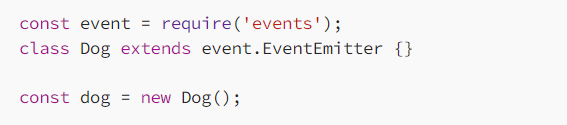 const event = require('events');
class Dog extends event.EventEmitter {}
const dog = new Dog();